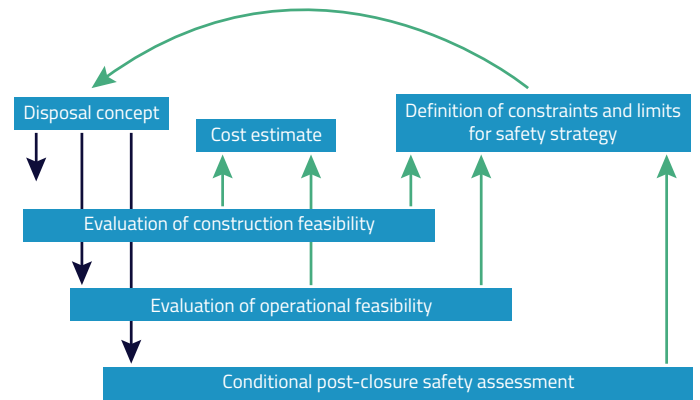 Disposal concept
Cost estimate
Definition of constraints and limits
for safety strategy
Evaluation of construction feasibility
Evaluation of operational feasibility
Conditional post-closure safety assessment